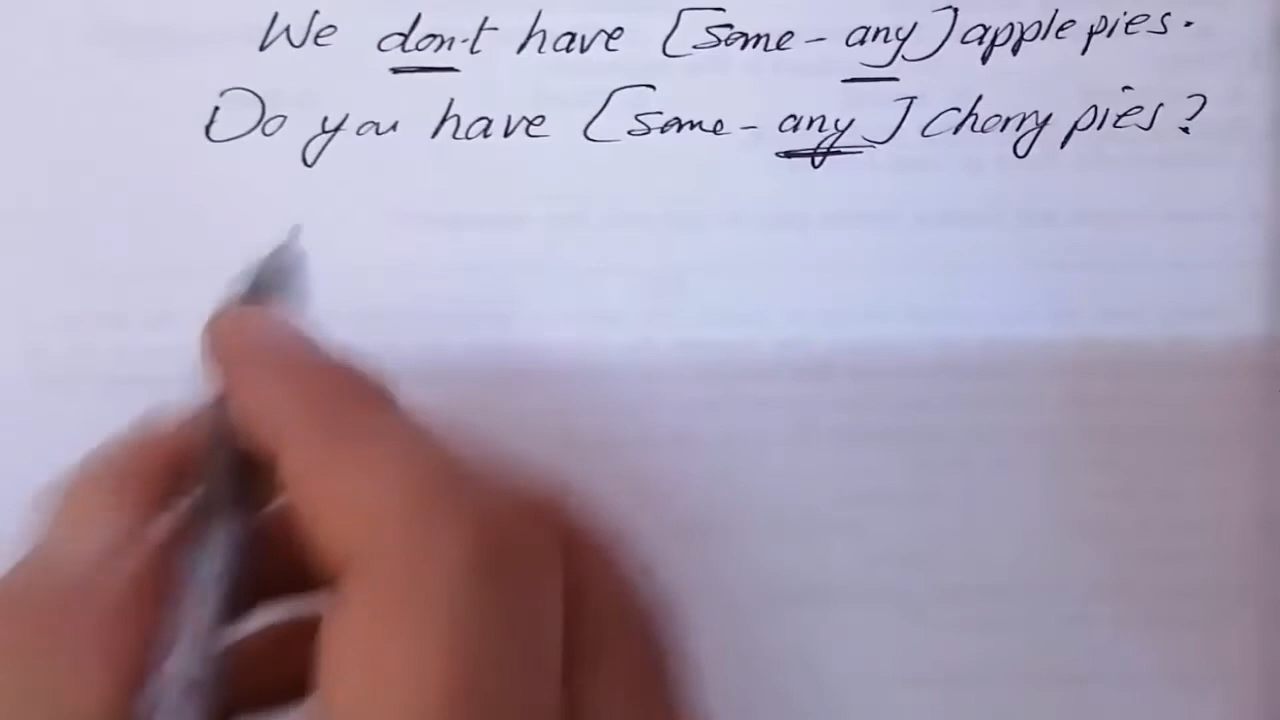 We don't have [some - any] apple pies.
Do you have [some - any] cherry pies?